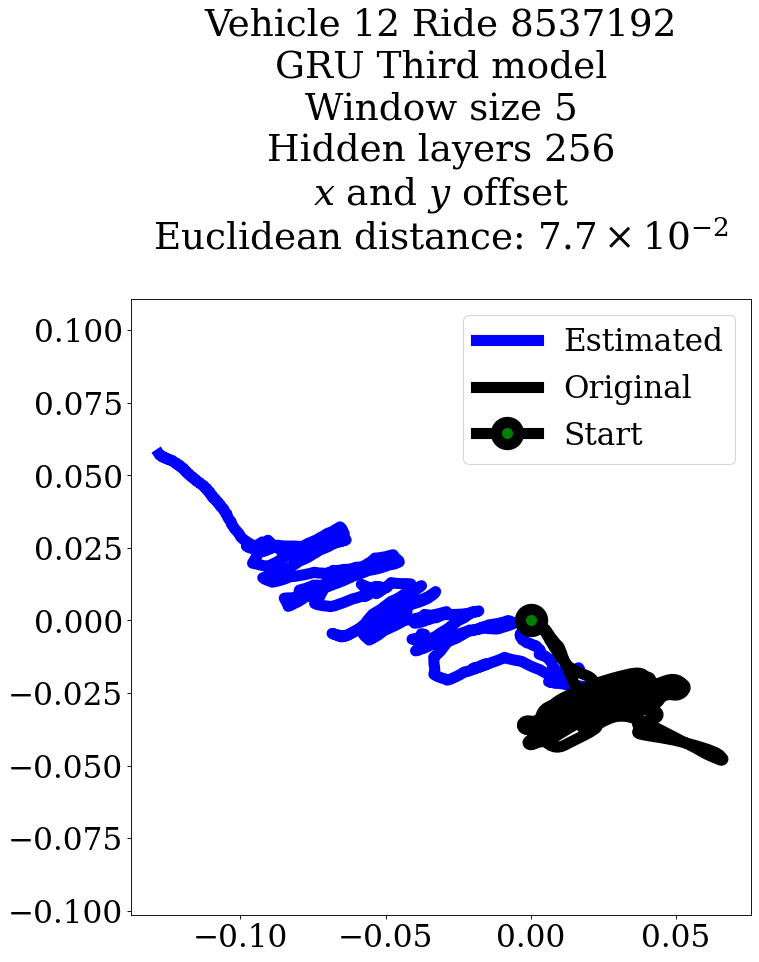 Vehicle 12 Ride 8537192
GRU Third model
Window size 5
Hidden layers 256
x and y offset
Euclidean distance: 7.7 × 10⁻²
Estimated
Original
Start
0.100
0.075
0.050
0.025
0.000
−0.025
−0.050
−0.075
−0.100
−0.10 −0.05 0.00 0.05